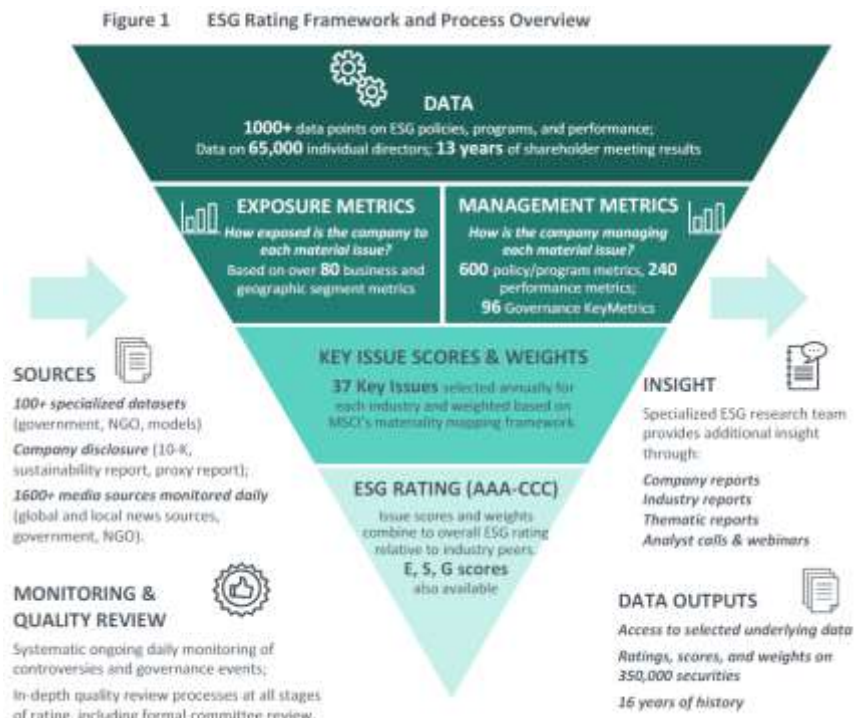 Figure 1 ESG Rating Framework and Process Overview
DATA
1000+ data points on ESG policies, programs, and performance;
Data on 65,000 individual directors; 13 years of shareholder meeting results
EXPOSURE METRICS
How exposed is the company to
each material issue?
Based on over 80 business and
geographic segment metrics
MANAGEMENT METRICS
How is the company managing
each material issue?
600 policy/program metrics, 240
performance metrics;
96 Governance KeyMetrics
KEY ISSUE SCORES & WEIGHTS
37 Key Issues selected annually for
each industry and weighted based on
MSCI's materiality mapping framework
ESG RATING (AAA-CCC)
Issue scores and weights
combine to overall ESG rating
relative to industry peers.
E, S, G scores
also available
SOURCES
100+ specialized datasets
(government, NGO, models)
Company disclosure (10-K,
sustainability report, proxy report);
1600+ media sources monitored daily
(global and local news sources,
government, NGO).
MONITORING &
QUALITY REVIEW
Systematic ongoing daily monitoring of
controversies and governance events;
In-depth quality review processes at all stages
of rating, including formal committee review
INSIGHT
Specialized ESG research team
provides additional insight
through:
Company reports
Industry reports
Thematic reports
Analyst calls & webinars
DATA OUTPUTS
Access to selected underlying data
Ratings, scores, and weights on
350,000 securities
16 years of history